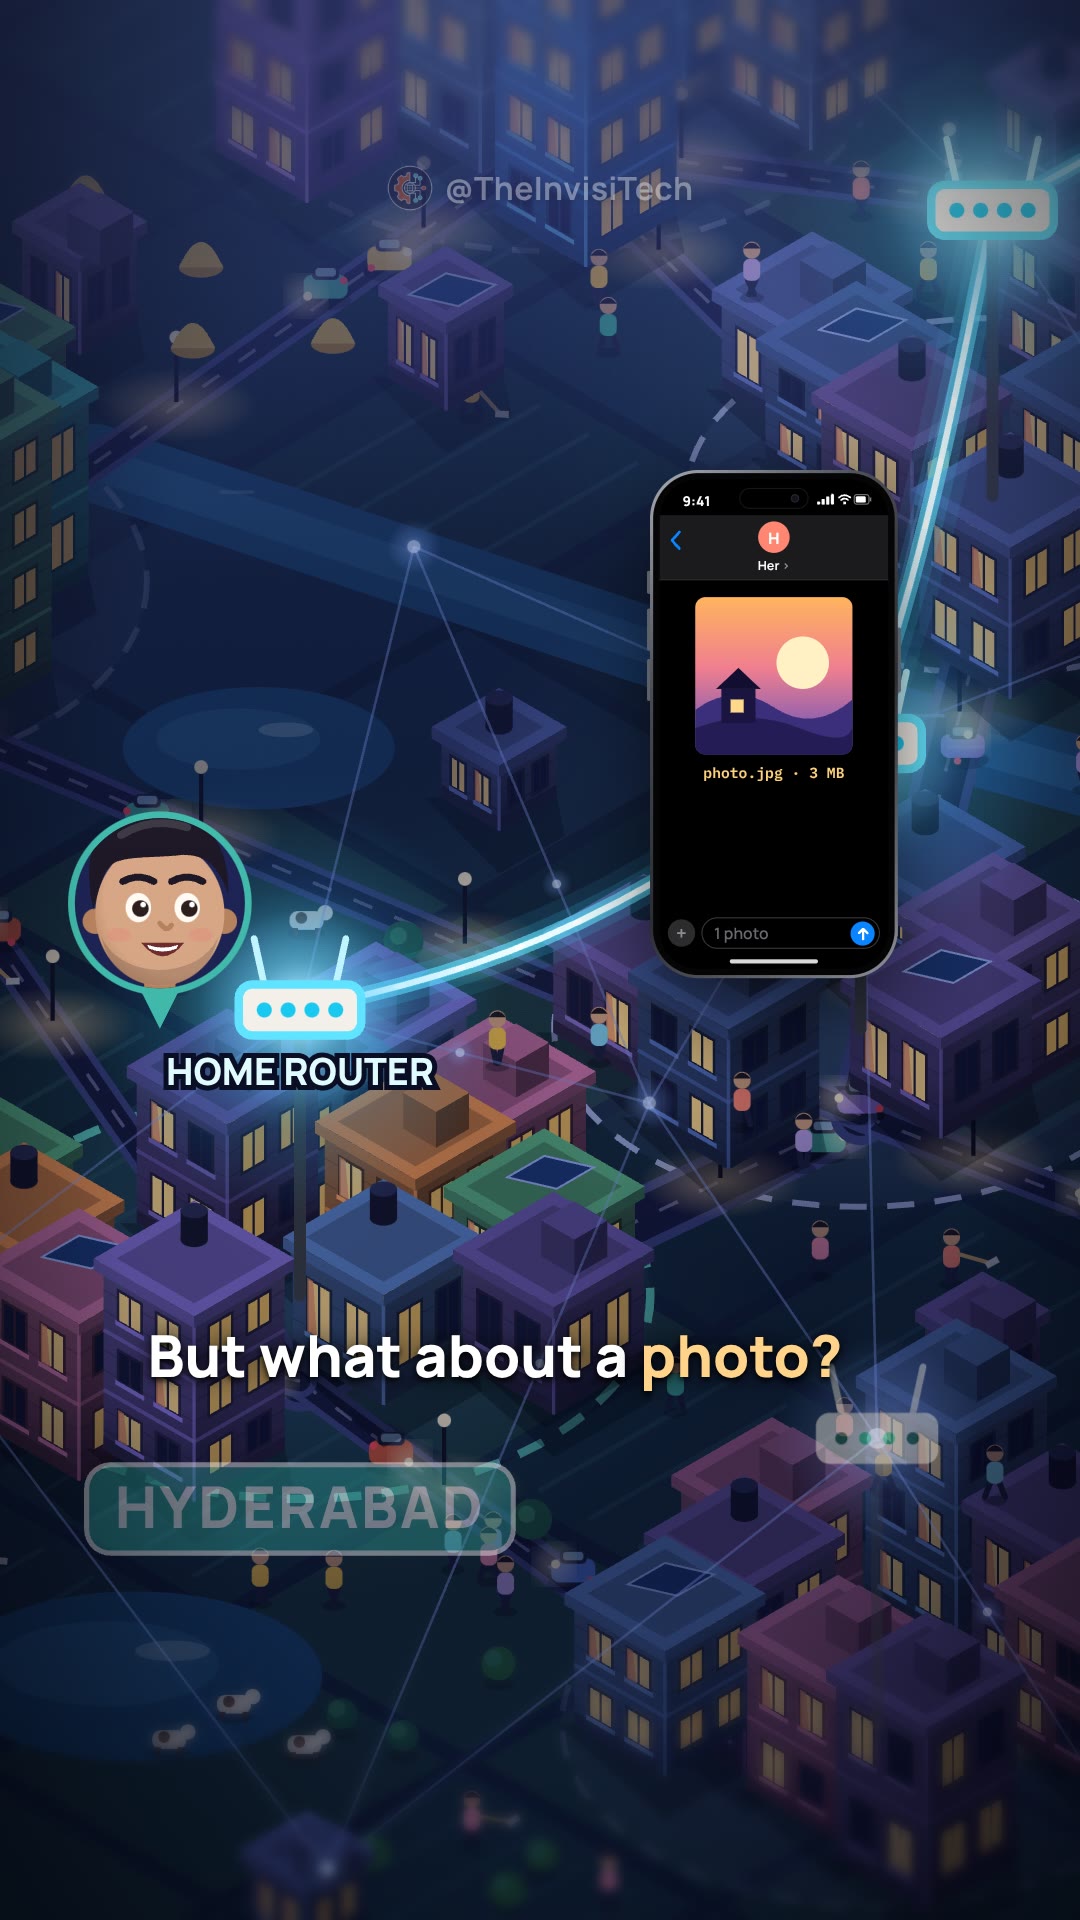 @TheInvisiTech
9:41
H
Her ›
photo.jpg · 3 MB
1 photo
HOME ROUTER
But what about a photo?
HYDERABAD